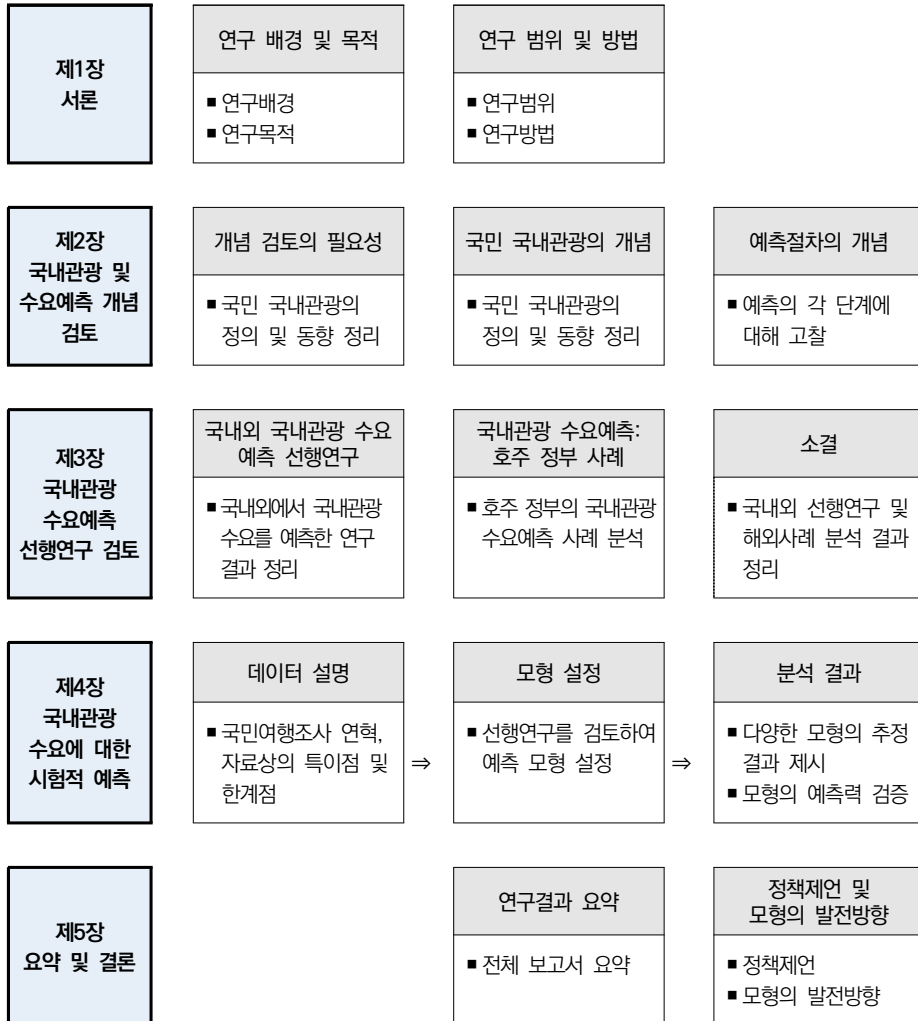 제1장
서론
연구 배경 및 목적
■ 연구배경
■ 연구목적
연구 범위 및 방법
■ 연구범위
■ 연구방법
제2장
국내관광 및
수요예측 개념
검토
개념 검토의 필요성
■ 국민 국내관광의
정의 및 동향 정리
국민 국내관광의 개념
■ 국민 국내관광의
정의 및 동향 정리
예측절차의 개념
■ 예측의 각 단계에
대해 고찰
제3장
국내관광
수요예측
선행연구 검토
국내외 국내관광 수요
예측 선행연구
■ 국내외에서 국내관광
수요를 예측한 연구
결과 정리
국내관광 수요예측:
호주 정부 사례
■ 호주 정부의 국내관광
수요예측 사례 분석
소결
■ 국내외 선행연구 및
해외사례 분석 결과
정리
제4장
국내관광
수요에 대한
시험적 예측
데이터 설명
■ 국민여행조사 연혁,
자료상의 특이점 및
한계점
⇒
모형 설정
■ 선행연구를 검토하여
예측 모형 설정
⇒
분석 결과
■ 다양한 모형의 추정
결과 제시
■ 모형의 예측력 검증
제5장
요약 및 결론
연구결과 요약
■ 전체 보고서 요약
정책제언 및
모형의 발전방향
■ 정책제언
■ 모형의 발전방향